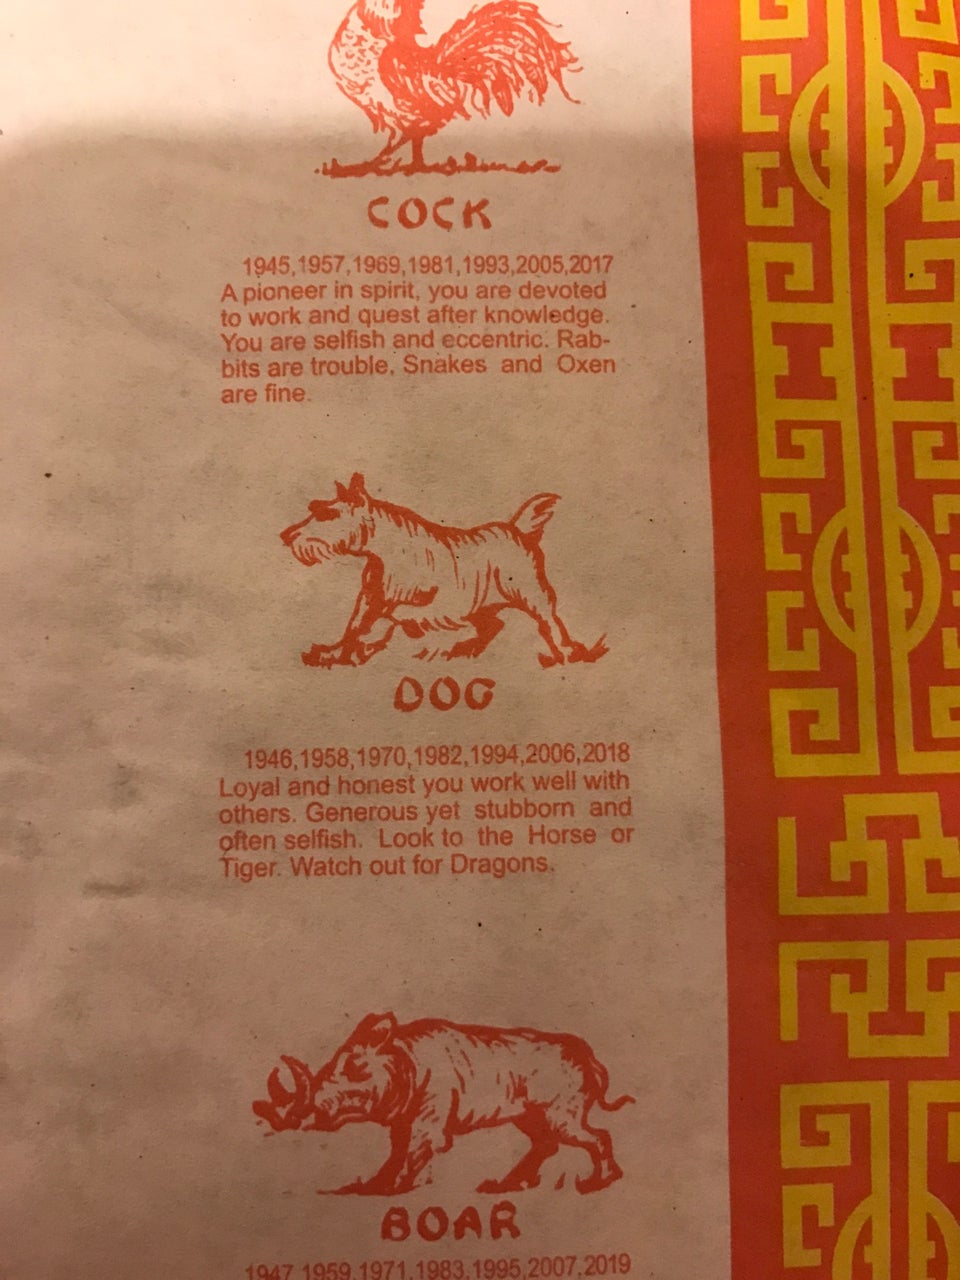 COCK
1945,1957,1969,1981,1993,2005,2017
A pioneer in spirit, you are devoted
to work and quest after knowledge.
You are selfish and eccentric. Rab-
bits are trouble, Snakes and Oxen
are fine.
DOG
1946,1958,1970,1982,1994,2006,2018
Loyal and honest you work well with
others. Generous yet stubborn and
often selfish. Look to the Horse or
Tiger. Watch out for Dragons.
BOAR
1947,1959,1971,1983,1995,2007,2019